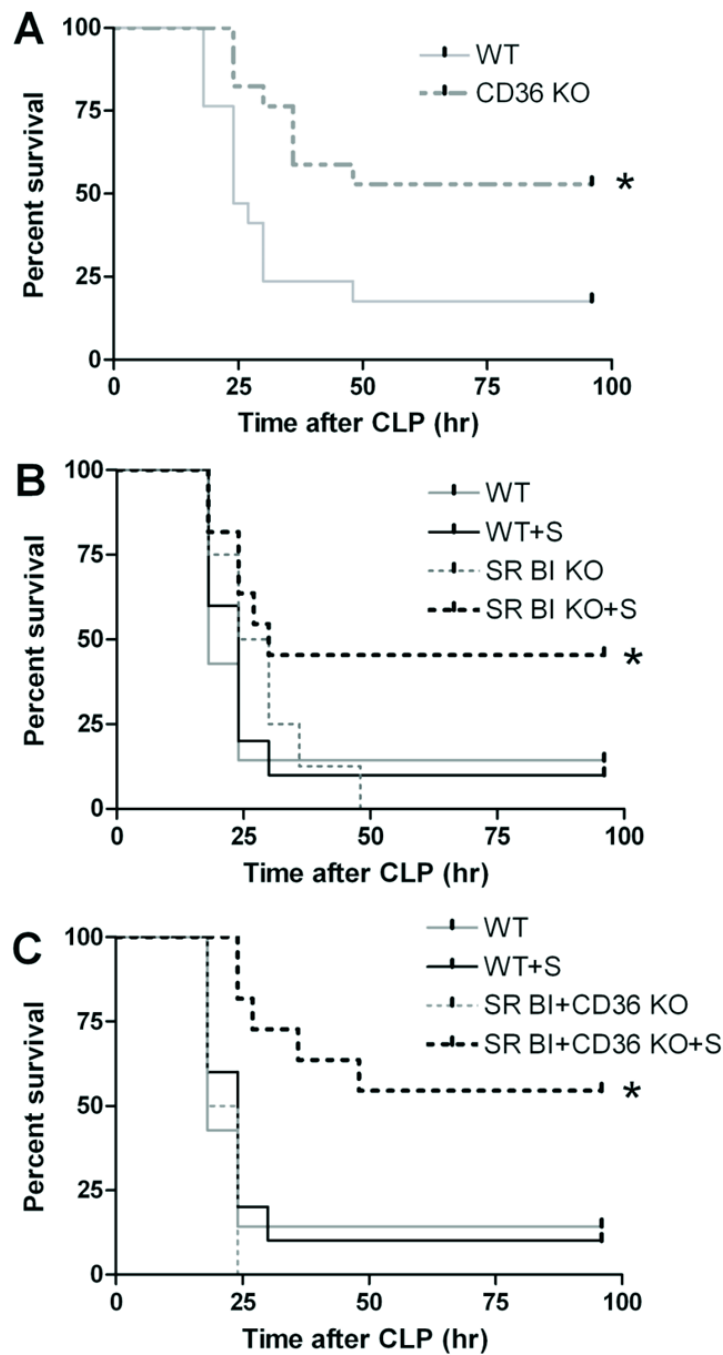 A
100
75
50
25
0
Percent survival
WT
CD36 KO
*
0 25 50 75 100
Time after CLP (hr)
B
100
75
50
25
0
Percent survival
WT
WT+S
SR BI KO
SR BI KO+S
*
0 25 50 75 100
Time after CLP (hr)
C
100
75
50
25
0
Percent survival
WT
WT+S
SR BI+CD36 KO
SR BI+CD36 KO+S
*
0 25 50 75 100
Time after CLP (hr)